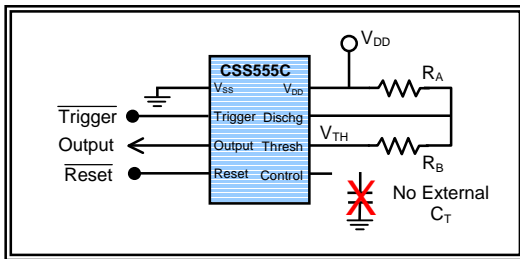 V_DD
CSS555C
R_A
V_SS V_DD
Trigger Trigger Dischg
Output Output Thresh V_TH
R_B
Reset Reset Control
No External
C_T